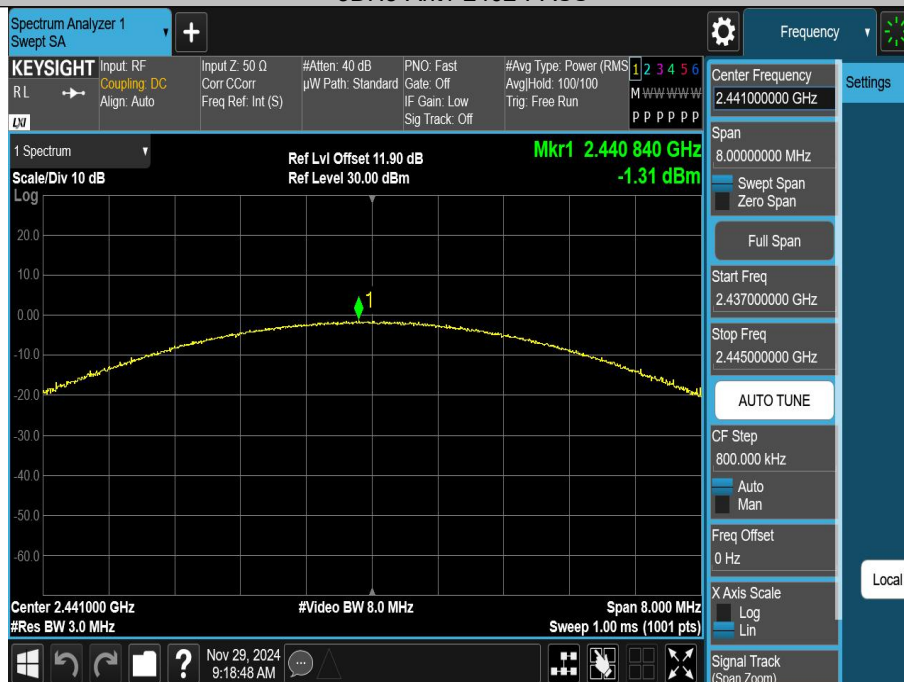 Spectrum Analyzer 1
Swept SA
Frequency
KEYSIGHT
RL
LXI
Input: RF
Coupling: DC
Align: Auto
Input Z: 50 Ω
Corr CCorr
Freq Ref: Int (S)
#Atten: 40 dB
µW Path: Standard
PNO: Fast
Gate: Off
IF Gain: Low
Sig Track: Off
#Avg Type: Power (RMS
Avg|Hold: 100/100
Trig: Free Run
1 2 3 4 5 6
M W W W W W
P P P P P P
Center Frequency
2.441000000 GHz
Settings
1 Spectrum
Scale/Div 10 dB
Log
Ref Lvl Offset 11.90 dB
Ref Level 30.00 dBm
Mkr1 2.440 840 GHz
-1.31 dBm
1
20.0
10.0
0.00
-10.0
-20.0
-30.0
-40.0
-50.0
-60.0
Span
8.00000000 MHz
Swept Span
Zero Span
Full Span
Start Freq
2.437000000 GHz
Stop Freq
2.445000000 GHz
AUTO TUNE
CF Step
800.000 kHz
Auto
Man
Freq Offset
0 Hz
Local
X Axis Scale
Log
Lin
Signal Track
(Span Zoom)
Center 2.441000 GHz
#Res BW 3.0 MHz
#Video BW 8.0 MHz
Span 8.000 MHz
Sweep 1.00 ms (1001 pts)
?
Nov 29, 2024
9:18:48 AM